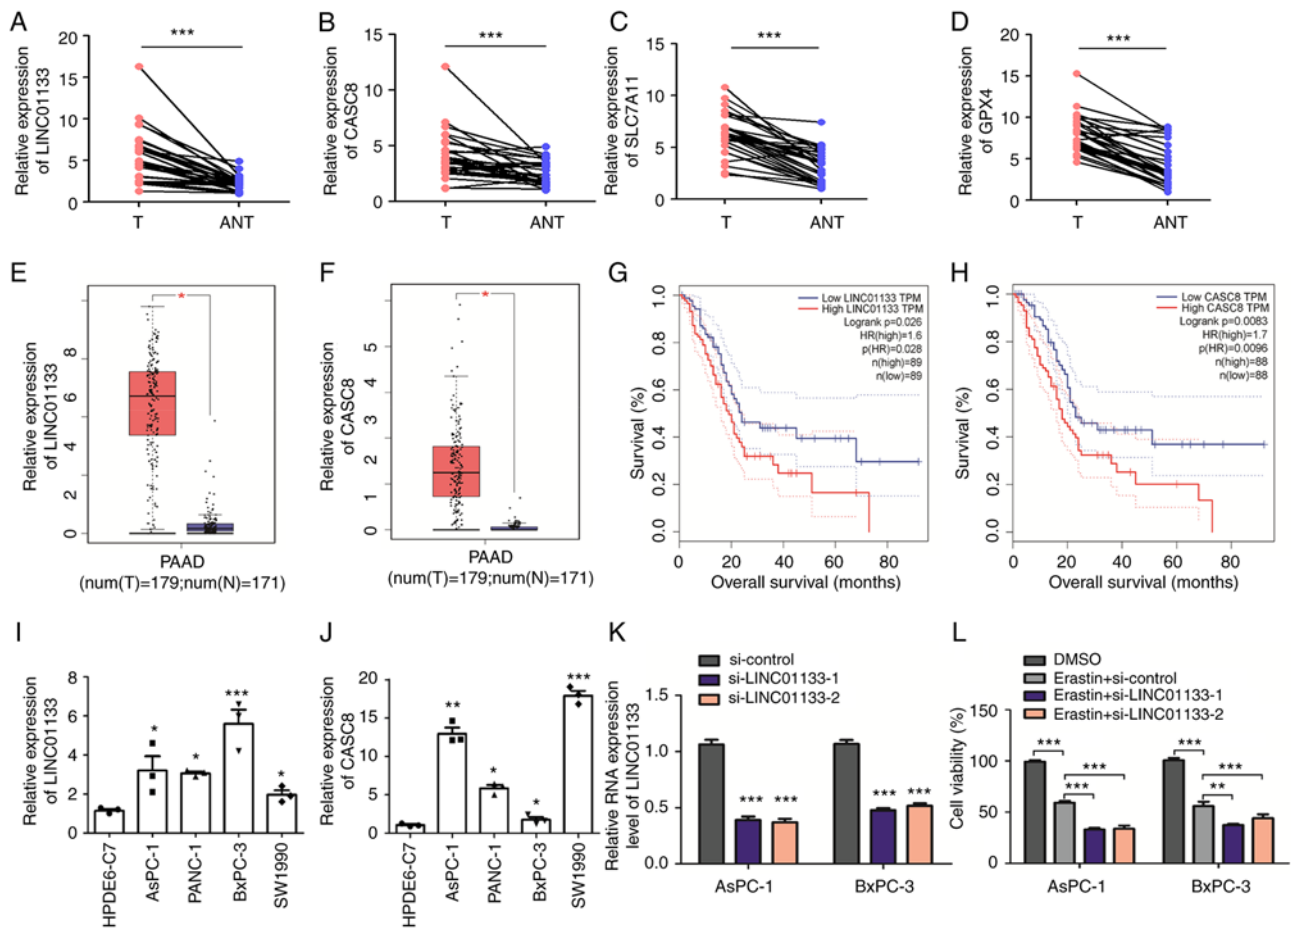 A
Relative expression
of LINC01133
20
15
10
5
0
***
T
ANT
B
Relative expression
of CASC8
15
10
5
0
***
T
ANT
C
Relative expression
of SLC7A11
15
10
5
0
***
T
ANT
D
Relative expression
of GPX4
20
15
10
5
0
***
T
ANT
E
Relative expression
of LINC01133
8
6
4
2
0
*
PAAD
(num(T)=179;num(N)=171)
F
Relative expression
of CASC8
5
4
3
2
1
0
*
PAAD
(num(T)=179;num(N)=171)
G
Survival (%)
1.0
0.8
0.6
0.4
0.2
0.0
Low LINC01133 TPM
High LINC01133 TPM
Logrank p=0.026
HR(high)=1.6
p(HR)=0.028
n(high)=89
n(low)=89
0 20 40 60 80
Overall survival (months)
H
Survival (%)
1.0
0.8
0.6
0.4
0.2
0.0
Low CASC8 TPM
High CASC8 TPM
Logrank p=0.0083
HR(high)=1.7
p(HR)=0.0096
n(high)=88
n(low)=88
0 20 40 60 80
Overall survival (months)
I
Relative expression
of LINC01133
8
6
4
2
0
*
*
***
*
HPDE6-C7
AsPC-1
PANC-1
BxPC-3
SW1990
J
Relative expression
of CASC8
20
15
10
5
0
**
*
*
***
HPDE6-C7
AsPC-1
PANC-1
BxPC-3
SW1990
K
si-control
si-LINC01133-1
si-LINC01133-2
Relative RNA expression
level of LINC01133
1.5
1.0
0.5
0.0
*** ***
*** ***
AsPC-1
BxPC-3
L
DMSO
Erastin+si-control
Erastin+si-LINC01133-1
Erastin+si-LINC01133-2
Cell viability (%)
150
100
50
0
***
***
***
***
***
**
AsPC-1
BxPC-3